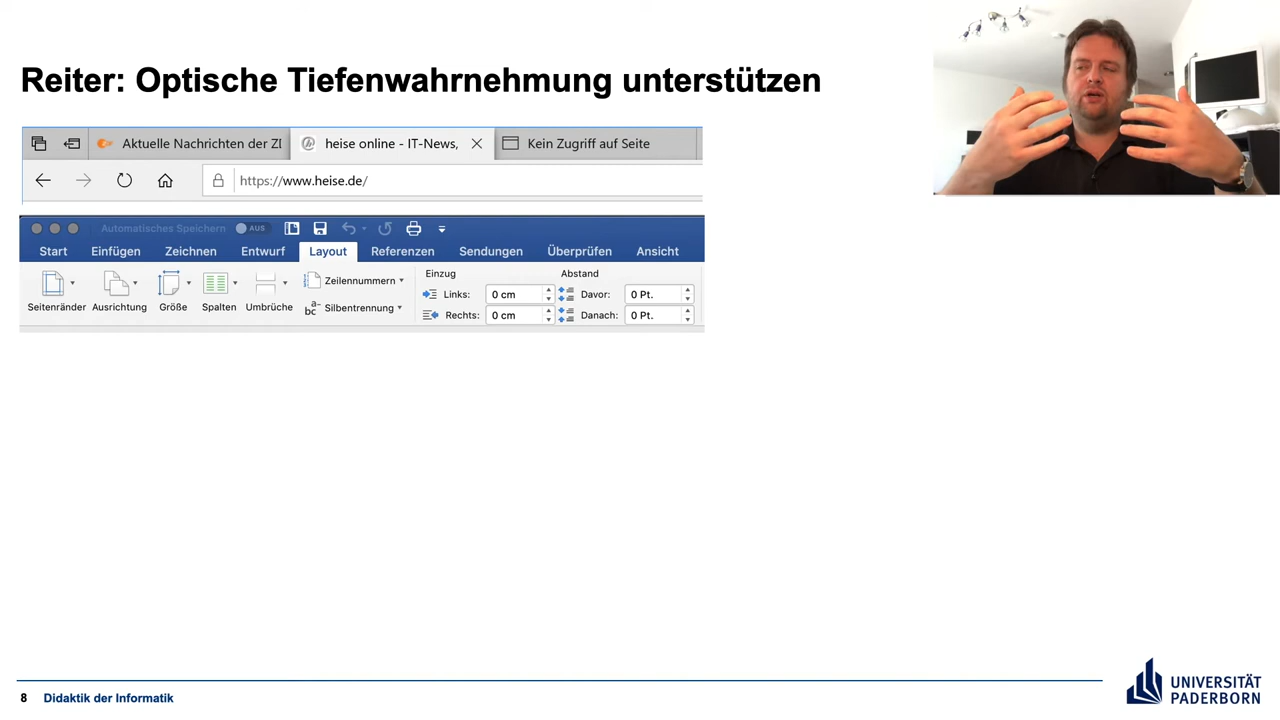 Reiter: Optische Tiefenwahrnehmung unterstützen
Aktuelle Nachrichten der ZI
heise online - IT-News,
Kein Zugriff auf Seite
https://www.heise.de/
Automatisches Speichern AUS
Start Einfügen Zeichnen Entwurf Layout Referenzen Sendungen Überprüfen Ansicht
Seitenränder Ausrichtung Größe Spalten Umbrüche
Zeilennummern
abc Silbentrennung
Einzug
Links: 0 cm
Rechts: 0 cm
Abstand
Davor: 0 Pt.
Danach: 0 Pt.
8 Didaktik der Informatik
UNIVERSITÄT
PADERBORN